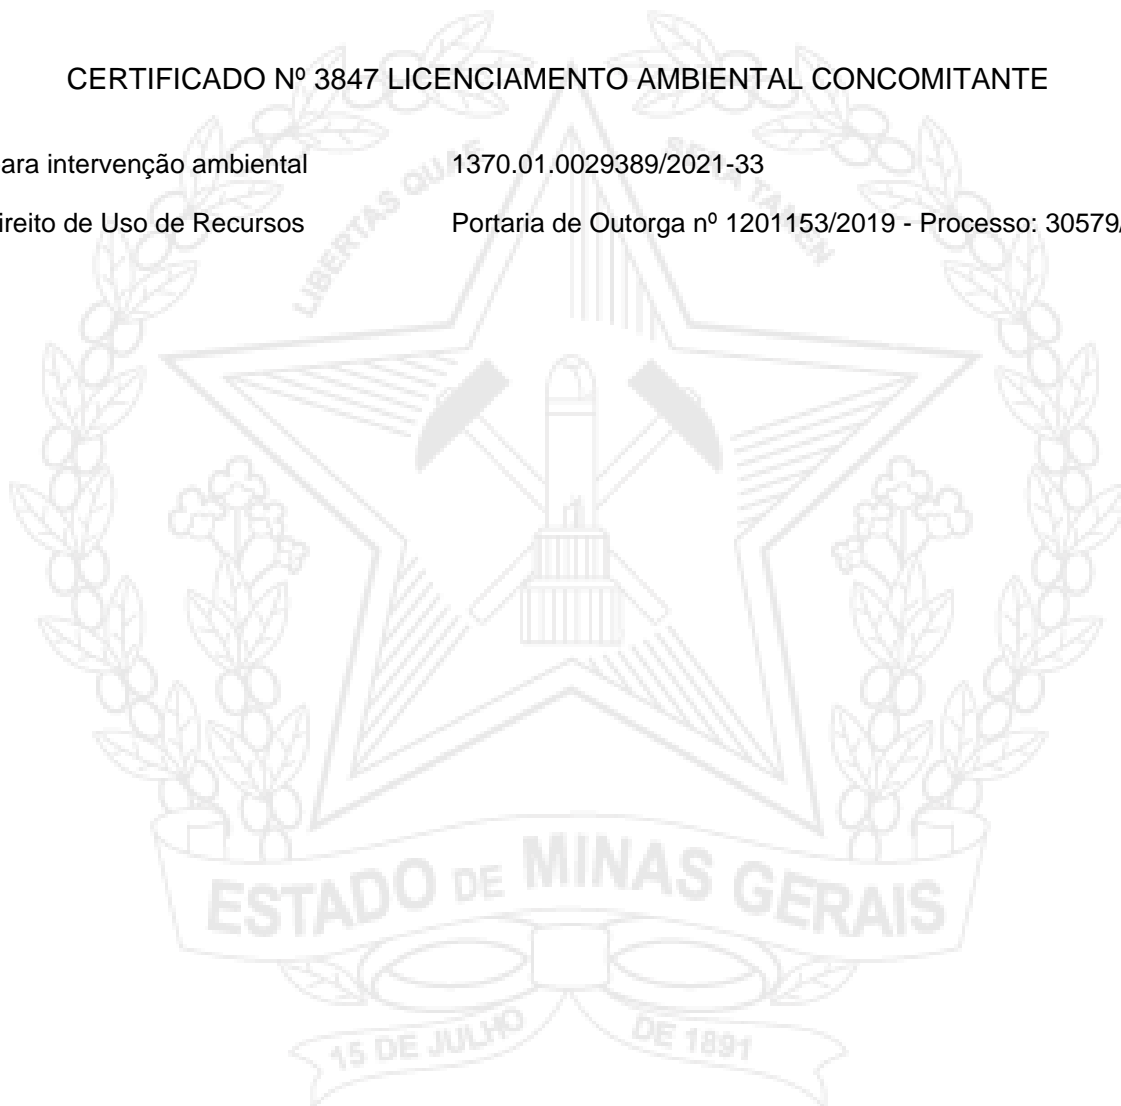 CERTIFICADO Nº 3847 LICENCIAMENTO AMBIENTAL CONCOMITANTE
ara intervenção ambiental 1370.01.0029389/2021-33
ireito de Uso de Recursos Portaria de Outorga nº 1201153/2019 - Processo: 30579/
LIBERTAS QUÆ SERA TAMEN
ESTADO DE MINAS GERAIS
15 DE JULHO DE 1891